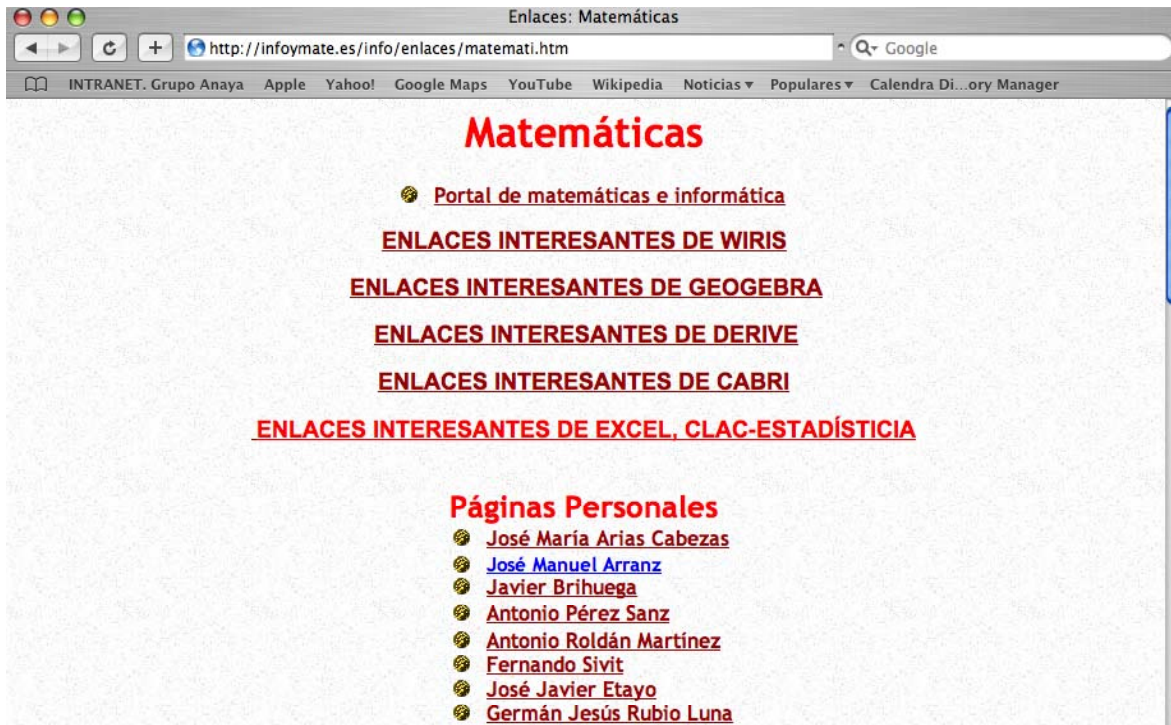 Enlaces: Matemáticas
http://infoymate.es/info/enlaces/matemati.htm
Google
INTRANET. Grupo Anaya Apple Yahoo! Google Maps YouTube Wikipedia Noticias Populares Calendra Di...ory Manager
Matemáticas
Portal de matemáticas e informática
ENLACES INTERESANTES DE WIRIS
ENLACES INTERESANTES DE GEOGEBRA
ENLACES INTERESANTES DE DERIVE
ENLACES INTERESANTES DE CABRI
ENLACES INTERESANTES DE EXCEL, CLAC-ESTADÍSTICIA
Páginas Personales
José María Arias Cabezas
José Manuel Arranz
Javier Brihuega
Antonio Pérez Sanz
Antonio Roldán Martínez
Fernando Sivit
José Javier Etayo
Germán Jesús Rubio Luna